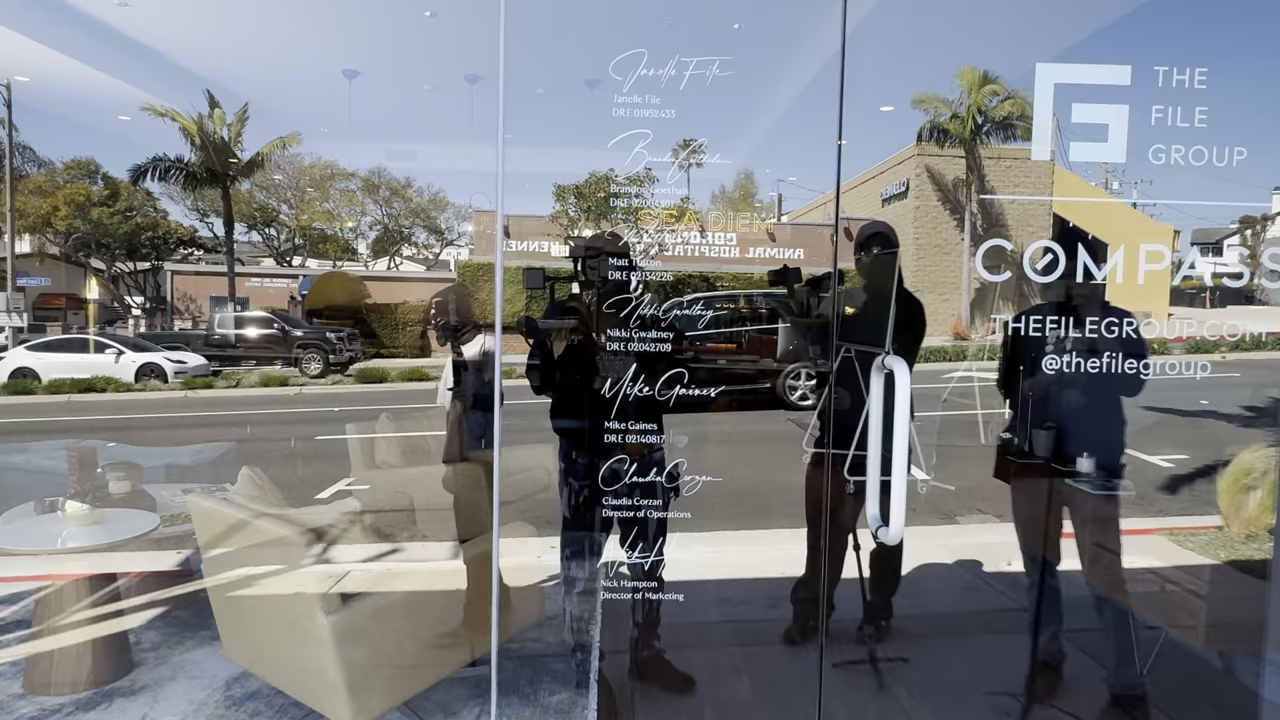 Janelle File
Janelle File
DRE 01952433
Brandon Goethals
DRE 02004301
SEA DIEM
Matt Tutton
DRE 02134226
Nikki Gwaltney
Nikki Gwaltney
DRE 02042709
Mike Gaines
Mike Gaines
DRE 02140817
Claudia Corzan
Claudia Corzan
Director of Operations
Nick Hampton
Director of Marketing
THE
FILE
GROUP
COMPASS
THEFILEGROUP.COM
@thefilegroup
ANIMAL HOSPITAL